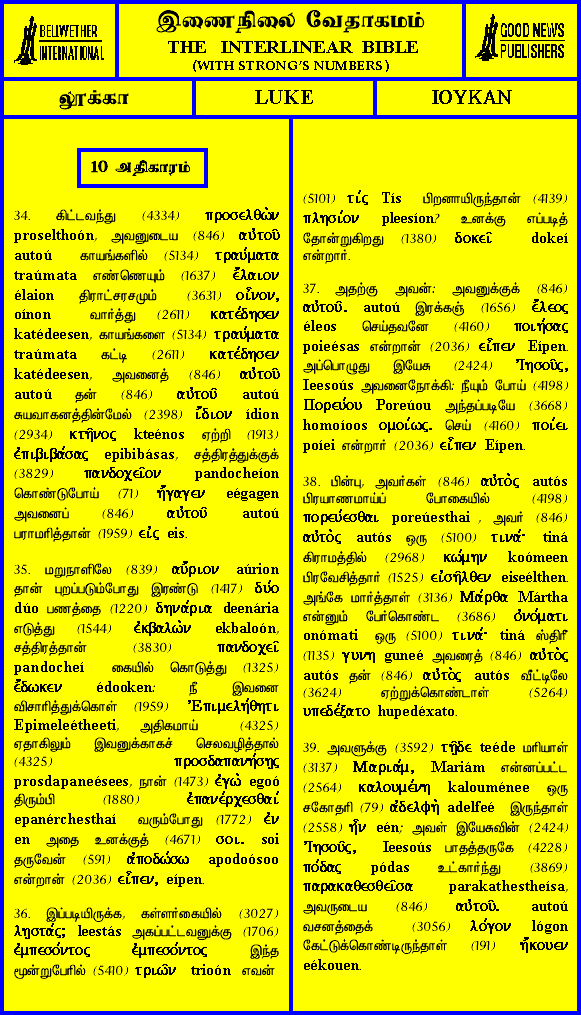 BELLWETHER
INTERNATIONAL
இணைநிலை வேதாகமம்
THE INTERLINEAR BIBLE
(WITH STRONG'S NUMBERS)
GOOD NEWS
PUBLISHERS
லூக்கா
LUKE
ΙΟΥΚΑΝ
10 அதிகாரம்
34. கிட்டவந்து (4334) προσελθὼν
proselthoón, அவனுடைய (846) αὐτοῦ
autoú காயங்களில் (5134) τραύματα
traúmata எண்ணெயும் (1637) ἔλαιον
élaion திராட்சரசமும் (3631) οἶνον,
oínon வார்த்து (2611) κατέδησεν
katédeesen, காயங்களை (5134) τραύματα
traúmata கட்டி (2611) κατέδησεν
katédeesen, அவனைத் (846) αὐτοῦ
autoú தன் (846) αὐτοῦ autoú
சுயவாகனத்தின்மேல் (2398) ἴδιον ídion
(2934) κτῆνος kteénos ஏற்றி (1913)
ἐπιβιβάσας epibibásas, சத்திரத்துக்குக்
(3829) πανδοχεῖον pandocheíon
கொண்டுபோய் (71) ἤγαγεν eégagen
அவனைப் (846) αὐτοῦ autoú
பராமரித்தான் (1959) εἰς eis.
35. மறுநாளிலே (839) αὔριον aúrion
தான் புறப்படும்போது இரண்டு (1417) δύο
dúo பணத்தை (1220) δηνάρια deenária
எடுத்து (1544) ἐκβαλὼν ekbaloón,
சத்திரத்தான் (3830) πανδοχεῖ
pandocheí கையில் கொடுத்து (1325)
ἔδωκεν édooken: நீ இவனை
விசாரித்துக்கொள் (1959) Ἐπιμελήθητι
Epimeleétheeti, அதிகமாய் (4325)
ஏதாகிலும் இவனுக்காகச் செலவழித்தால்
(4325) προσδαπανήσῃς
prosdapaneésees, நான் (1473) ἐγὼ egoó
திரும்பி (1880) ἐπανέρχεσθαί
epanérchesthaí வரும்போது (1772) ἐν
en அதை உனக்குத் (4671) σοι. soi
தருவேன் (591) ἀποδώσω apodoósoo
என்றான் (2036) εἶπεν, eípen.
36. இப்படியிருக்க, கள்ளர்கையில் (3027)
λῃστάς; leestás அகப்பட்டவனுக்கு (1706)
ἐμπεσόντος ἐμπεσόντος இந்த
மூன்றுபேரில் (5410) τριῶν trioón எவன்
(5101) τίς Tís பிறனாயிருந்தான் (4139)
πλησίον pleesíon? உனக்கு எப்படித்
தோன்றுகிறது (1380) δοκεῖ dokeí
என்றார்.
37. அதற்கு அவன்: அவனுக்குக் (846)
αὐτοῦ. autoú இரக்கஞ் (1656) ἔλεος
éleos செய்தவனே (4160) ποιήσας
poieésas என்றான் (2036) εἶπεν Eípen.
அப்பொழுது இயேசு (2424) Ἰησοῦς,
Ieesoús அவனைநோக்கி: நீயும் போய் (4198)
Πορεύου Poreúou அந்தப்படியே (3668)
homoíoos ομοίως. செய் (4160) ποίει
poíei என்றார் (2036) εἶπεν Eípen.
38. பின்பு, அவர்கள் (846) αὐτὸς autós
பிரயாணமாய்ப் போகையில் (4198)
πορεύεσθαι poreúesthai , அவர் (846)
αὐτὸς autós ஒரு (5100) τινά· tiná
கிராமத்தில் (2968) κώμην koómeen
பிரவேசித்தார் (1525) εἰσῆλθεν eiseélthen.
அங்கே மார்த்தாள் (3136) Μάρθα Mártha
என்னும் பேர்கொண்ட (3686) ὀνόματι
onómati ஒரு (5100) τινά· tiná ஸ்திரீ
(1135) γυνη guneé அவரைத் (846) αὐτὸς
autós தன் (846) αὐτὸς autós வீட்டிலே
(3624) ஏற்றுக்கொண்டாள் (5264)
υπεδέξατο hupedéxato.
39. அவளுக்கு (3592) τῇδε teéde மரியாள்
(3137) Μαριάμ, Mariám என்னப்பட்ட
(2564) καλουμένη kalouménee ஒரு
சகோதரி (79) ἀδελφὴ adelfeé இருந்தாள்
(2558) ἦν eén; அவள் இயேசுவின் (2424)
Ἰησοῦς, Ieesoús பாதத்தருகே (4228)
πόδας pódas உட்கார்ந்து (3869)
παρακαθεσθεῖσα parakathestheísa,
அவருடைய (846) αὐτοῦ. autoú
வசனத்தைக் (3056) λόγον lógon
கேட்டுக்கொண்டிருந்தாள் (191) ἤκουεν
eékouen.